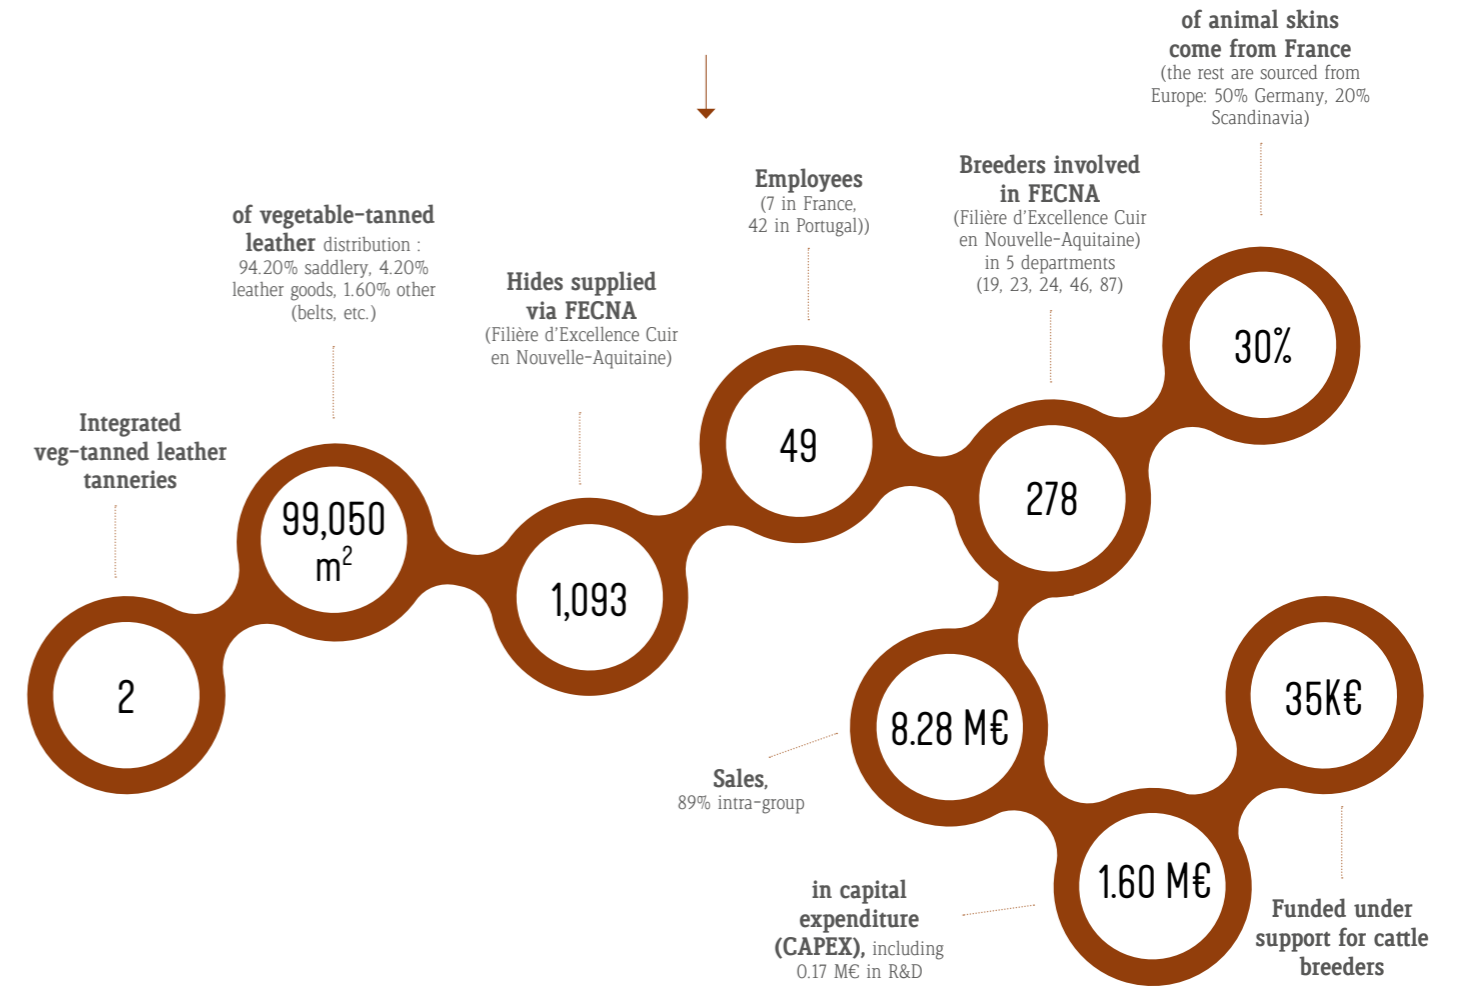 of animal skins
come from France
(the rest are sourced from
Europe: 50% Germany, 20%
Scandinavia)
30%
Breeders involved
in FECNA
(Filière d'Excellence Cuir
en Nouvelle-Aquitaine)
in 5 departments
(19, 23, 24, 46, 87)
278
Employees
(7 in France,
42 in Portugal))
49
of vegetable-tanned
leather distribution :
94.20% saddlery, 4.20%
leather goods, 1.60% other
(belts, etc.)
99,050
m²
Hides supplied
via FECNA
(Filière d'Excellence Cuir
en Nouvelle-Aquitaine)
1,093
Integrated
veg-tanned leather
tanneries
2
8.28 M€
Sales,
89% intra-group
1.60 M€
in capital
expenditure
(CAPEX), including
0.17 M€ in R&D
35K€
Funded under
support for cattle
breeders